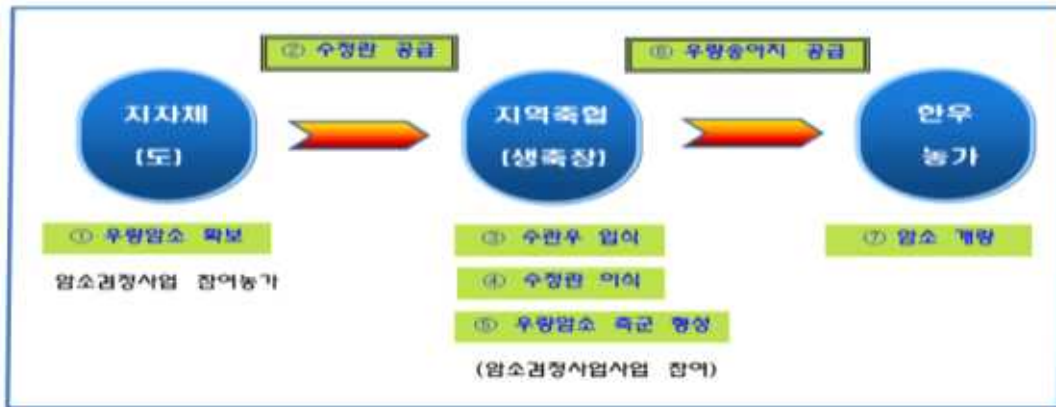 ② 수정란 공급
⑥ 우량송아지 공급
지자체
(도)
지역축협
(생축장)
한우
농가
① 우량암소 확보
암소검정사업 참여농가
③ 수란우 입식
④ 수정란 이식
⑤ 우량암소 축군 형성
(암소검정사업사업 참여)
⑦ 암소 개량